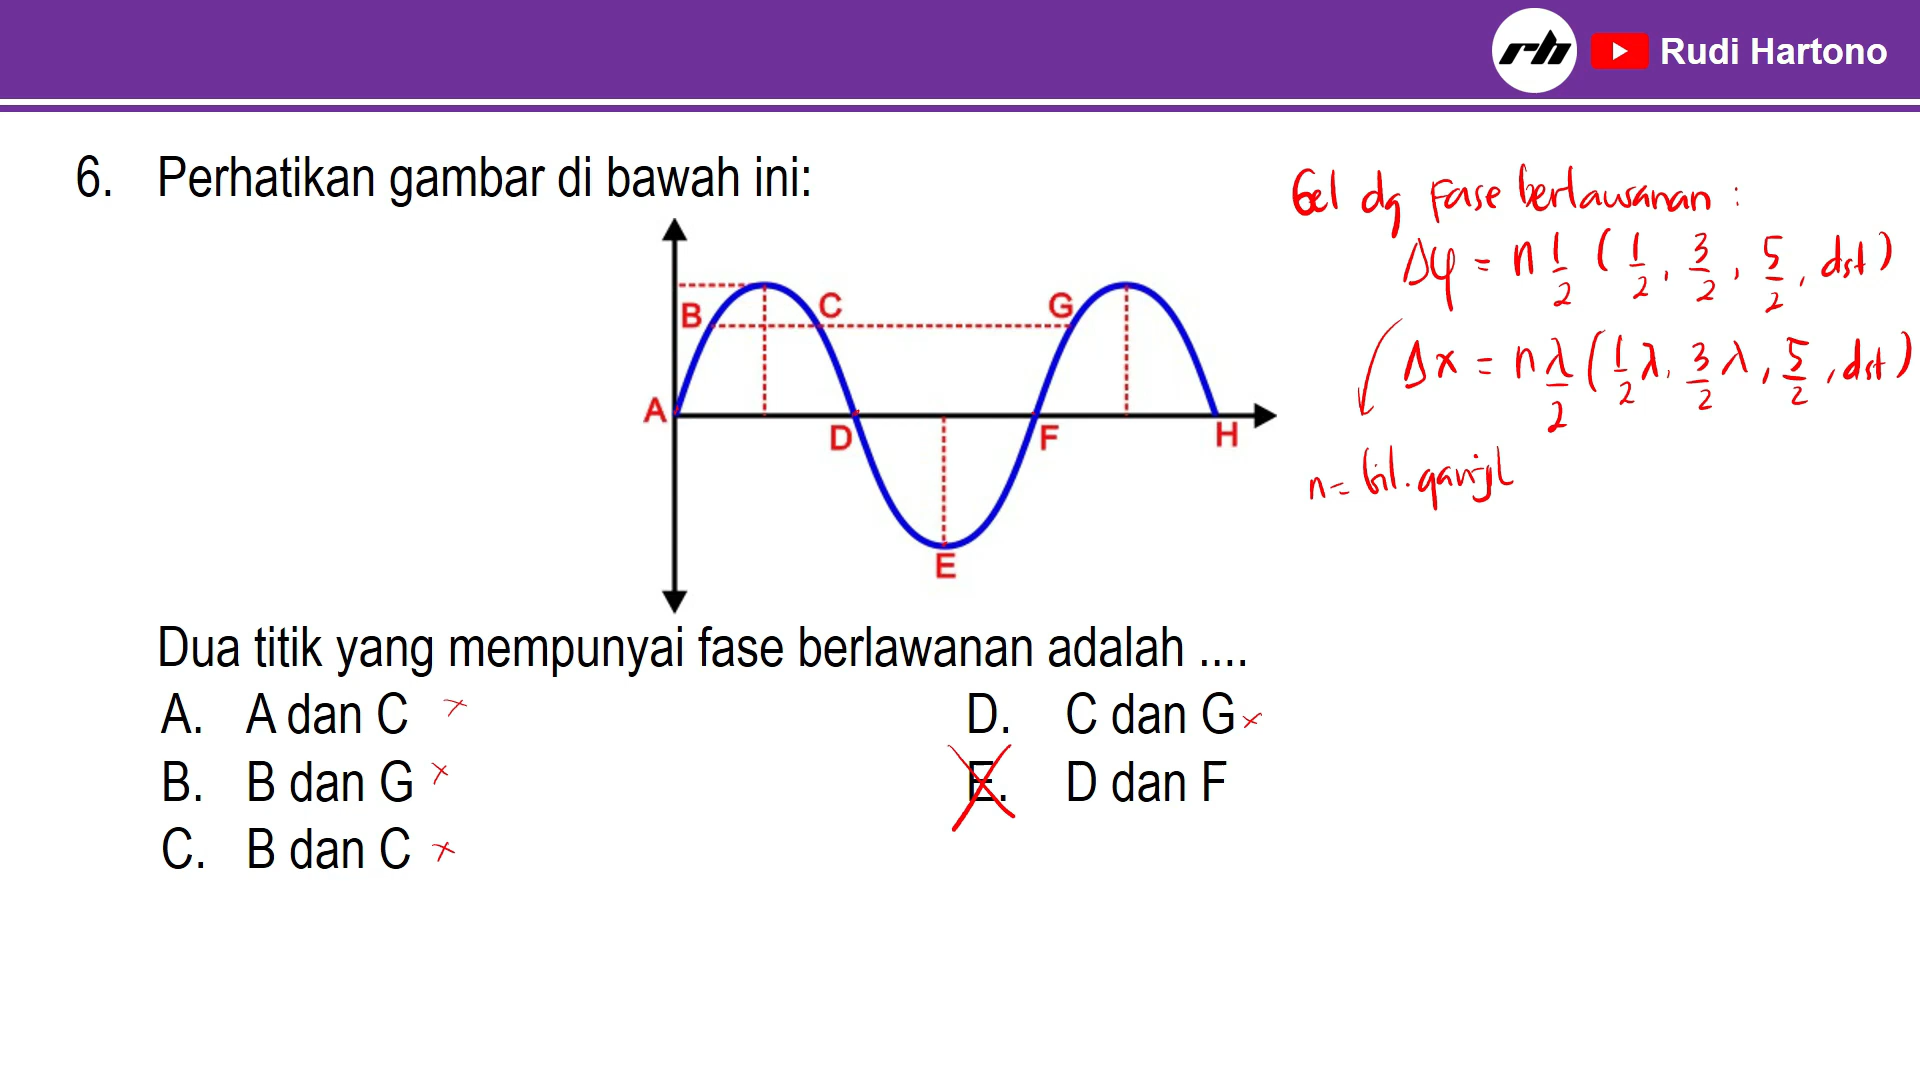 rh Rudi Hartono
6. Perhatikan gambar di bawah ini:
Gel dg Fase berlawanan :
Δφ = n 1/2 ( 1/2, 3/2, 5/2, dst )
Δx = n λ/2 ( 1/2 λ, 3/2 λ, 5/2, dst )
n = bil. ganjil
B C G
A D F H
E
Dua titik yang mempunyai fase berlawanan adalah ....
A. A dan C ×
B. B dan G ×
C. B dan C ×
D. C dan G ×
E. D dan F